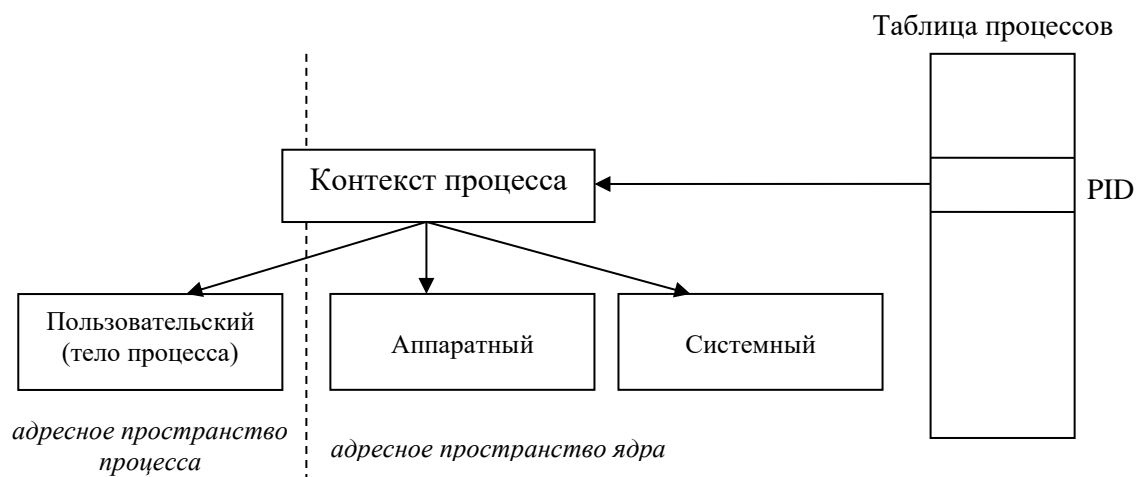 Таблица процессов
Контекст процесса
PID
Пользовательский
(тело процесса)
Аппаратный
Системный
адресное пространство
процесса
адресное пространство ядра